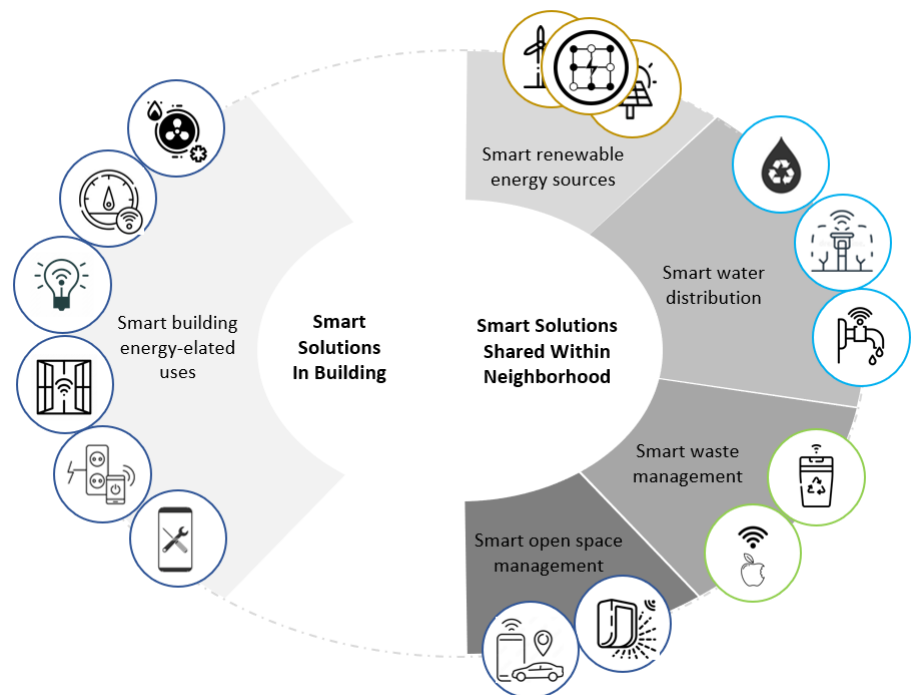 Smart renewable
energy sources
Smart water
distribution
Smart building
energy-elated
uses
Smart
Solutions
In Building
Smart Solutions
Shared Within
Neighborhood
Smart waste
management
Smart open space
management